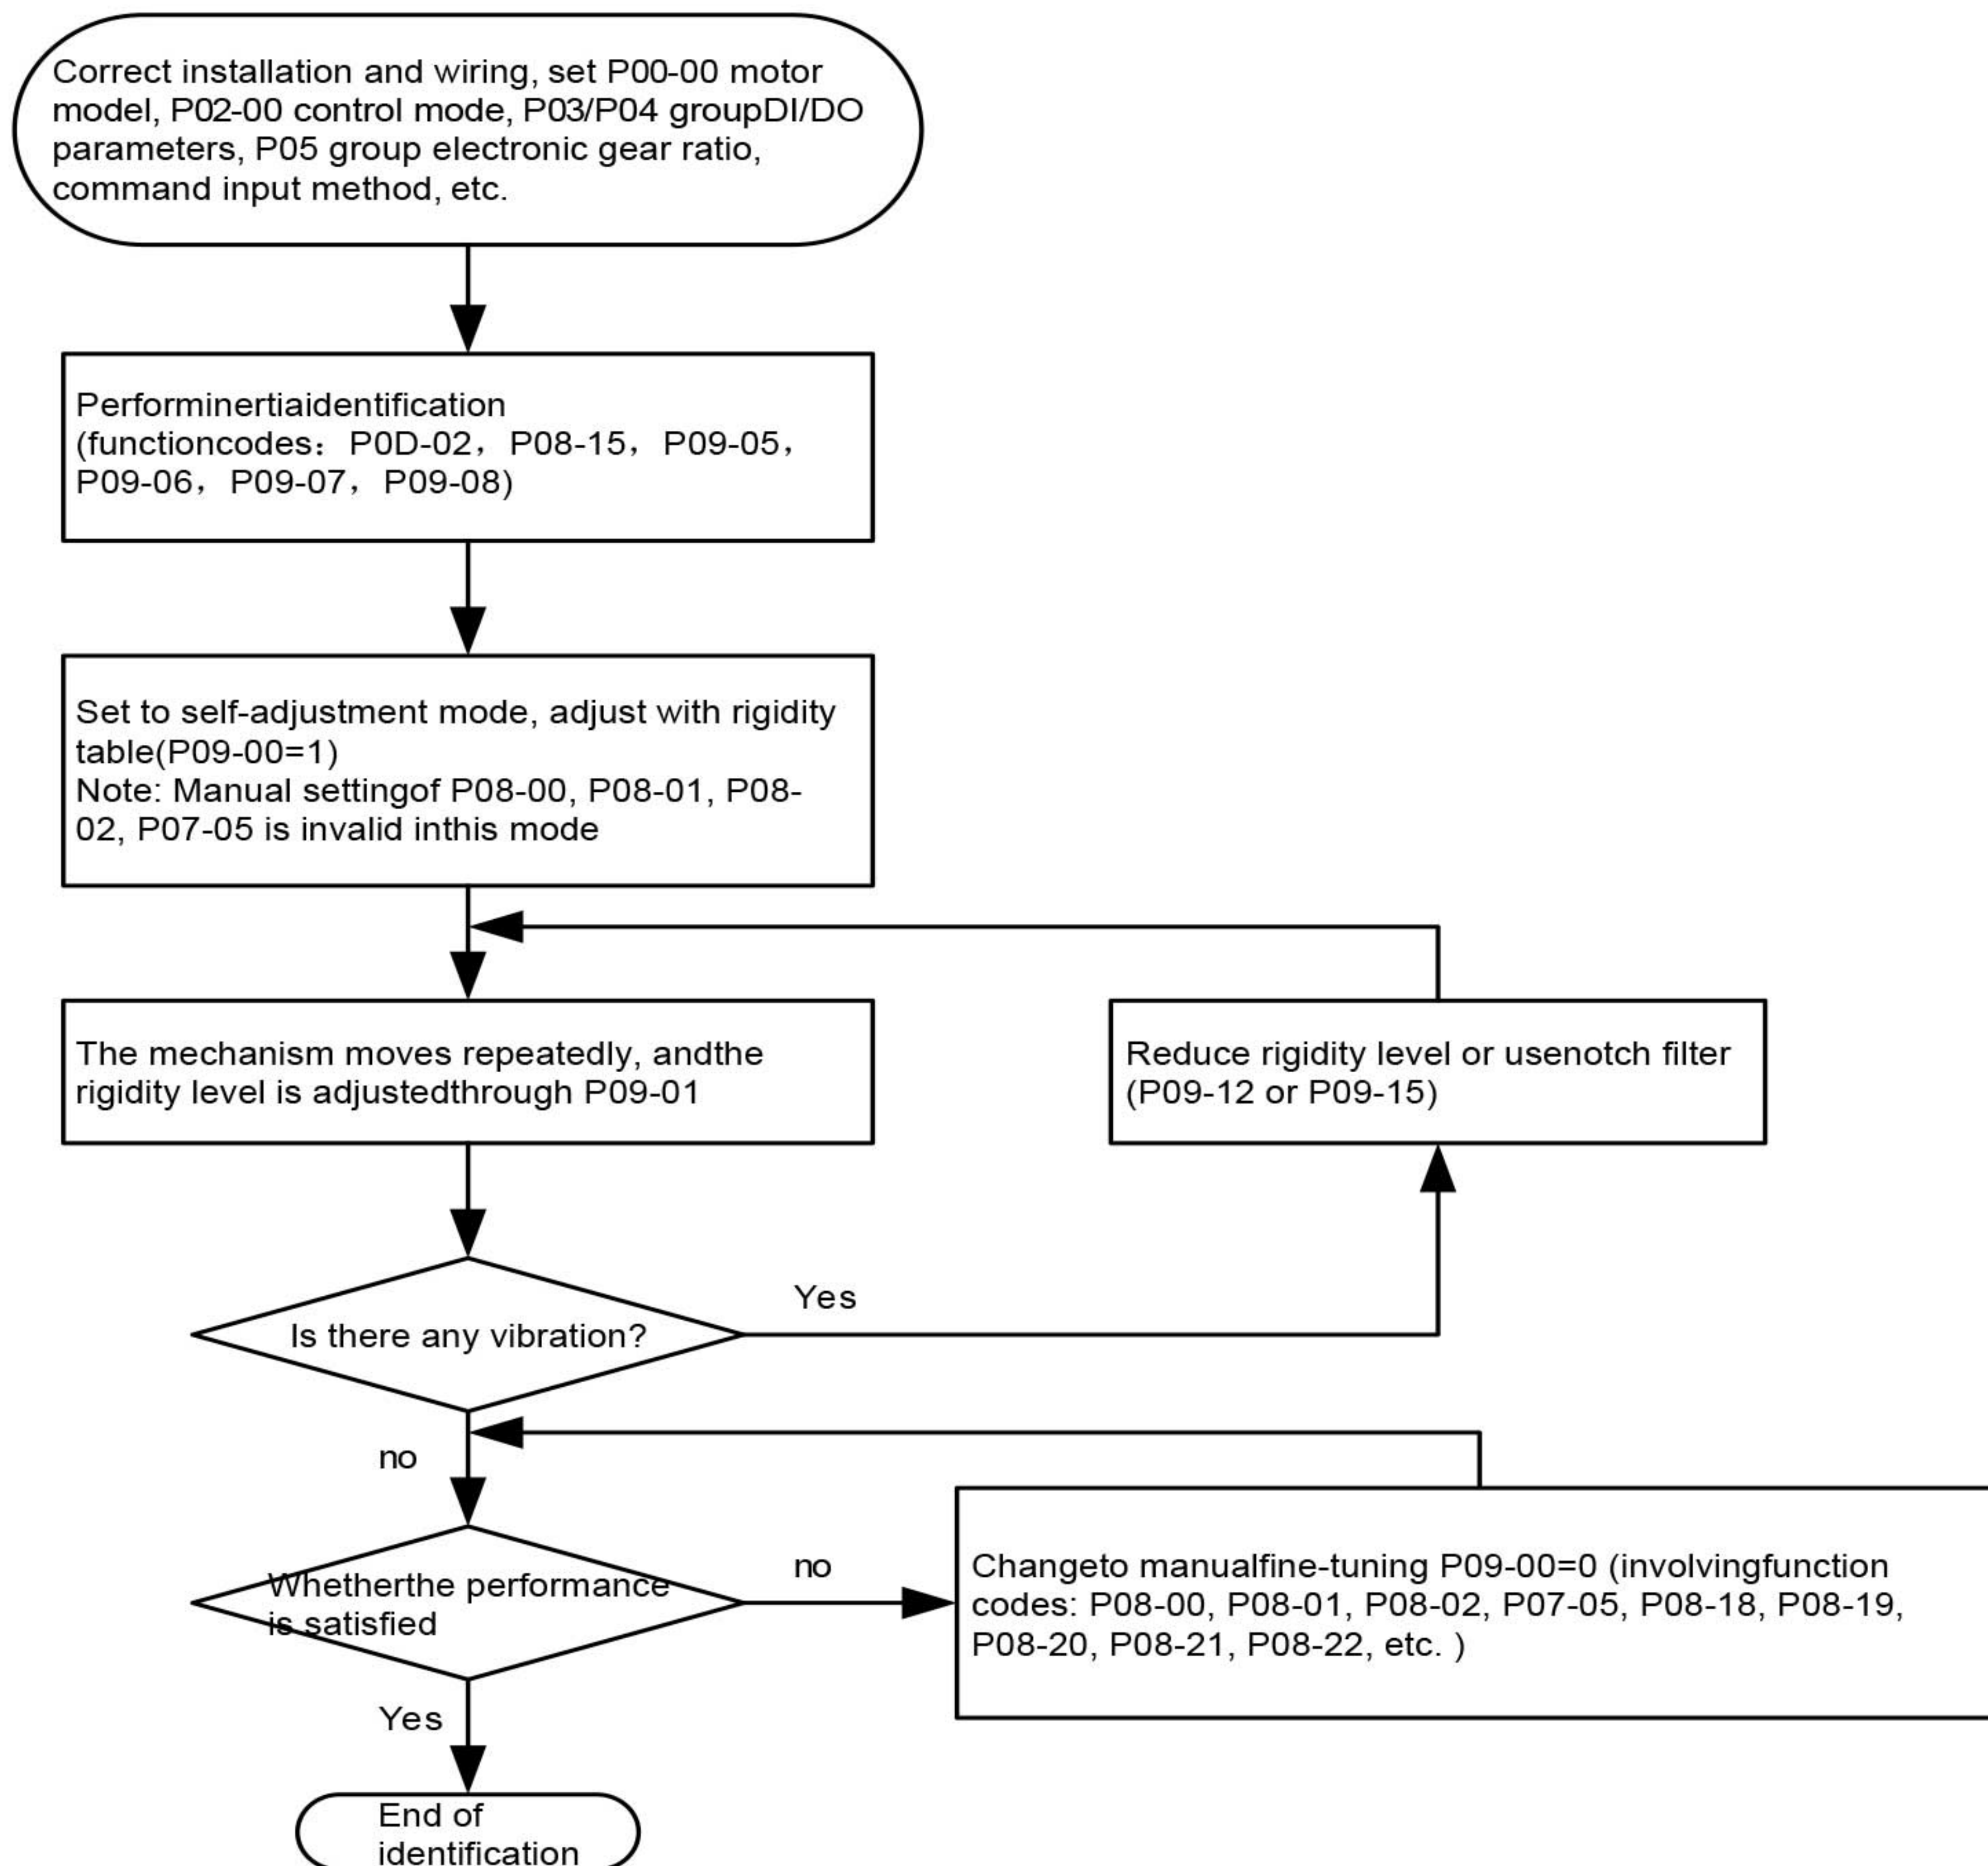 Correct installation and wiring, set P00-00 motor
model, P02-00 control mode, P03/P04 groupDI/DO
parameters, P05 group electronic gear ratio,
command input method, etc.
Performinertiaidentification
(functioncodes：P0D-02，P08-15，P09-05，
P09-06，P09-07，P09-08)
Set to self-adjustment mode, adjust with rigidity
table(P09-00=1)
Note: Manual settingof P08-00, P08-01, P08-
02, P07-05 is invalid inthis mode
The mechanism moves repeatedly, andthe
rigidity level is adjustedthrough P09-01
Reduce rigidity level or usenotch filter
(P09-12 or P09-15)
Is there any vibration?
Yes
no
Whetherthe performance
is satisfied
no
Changeto manualfine-tuning P09-00=0 (involvingfunction
codes: P08-00, P08-01, P08-02, P07-05, P08-18, P08-19,
P08-20, P08-21, P08-22, etc. )
Yes
End of
identification